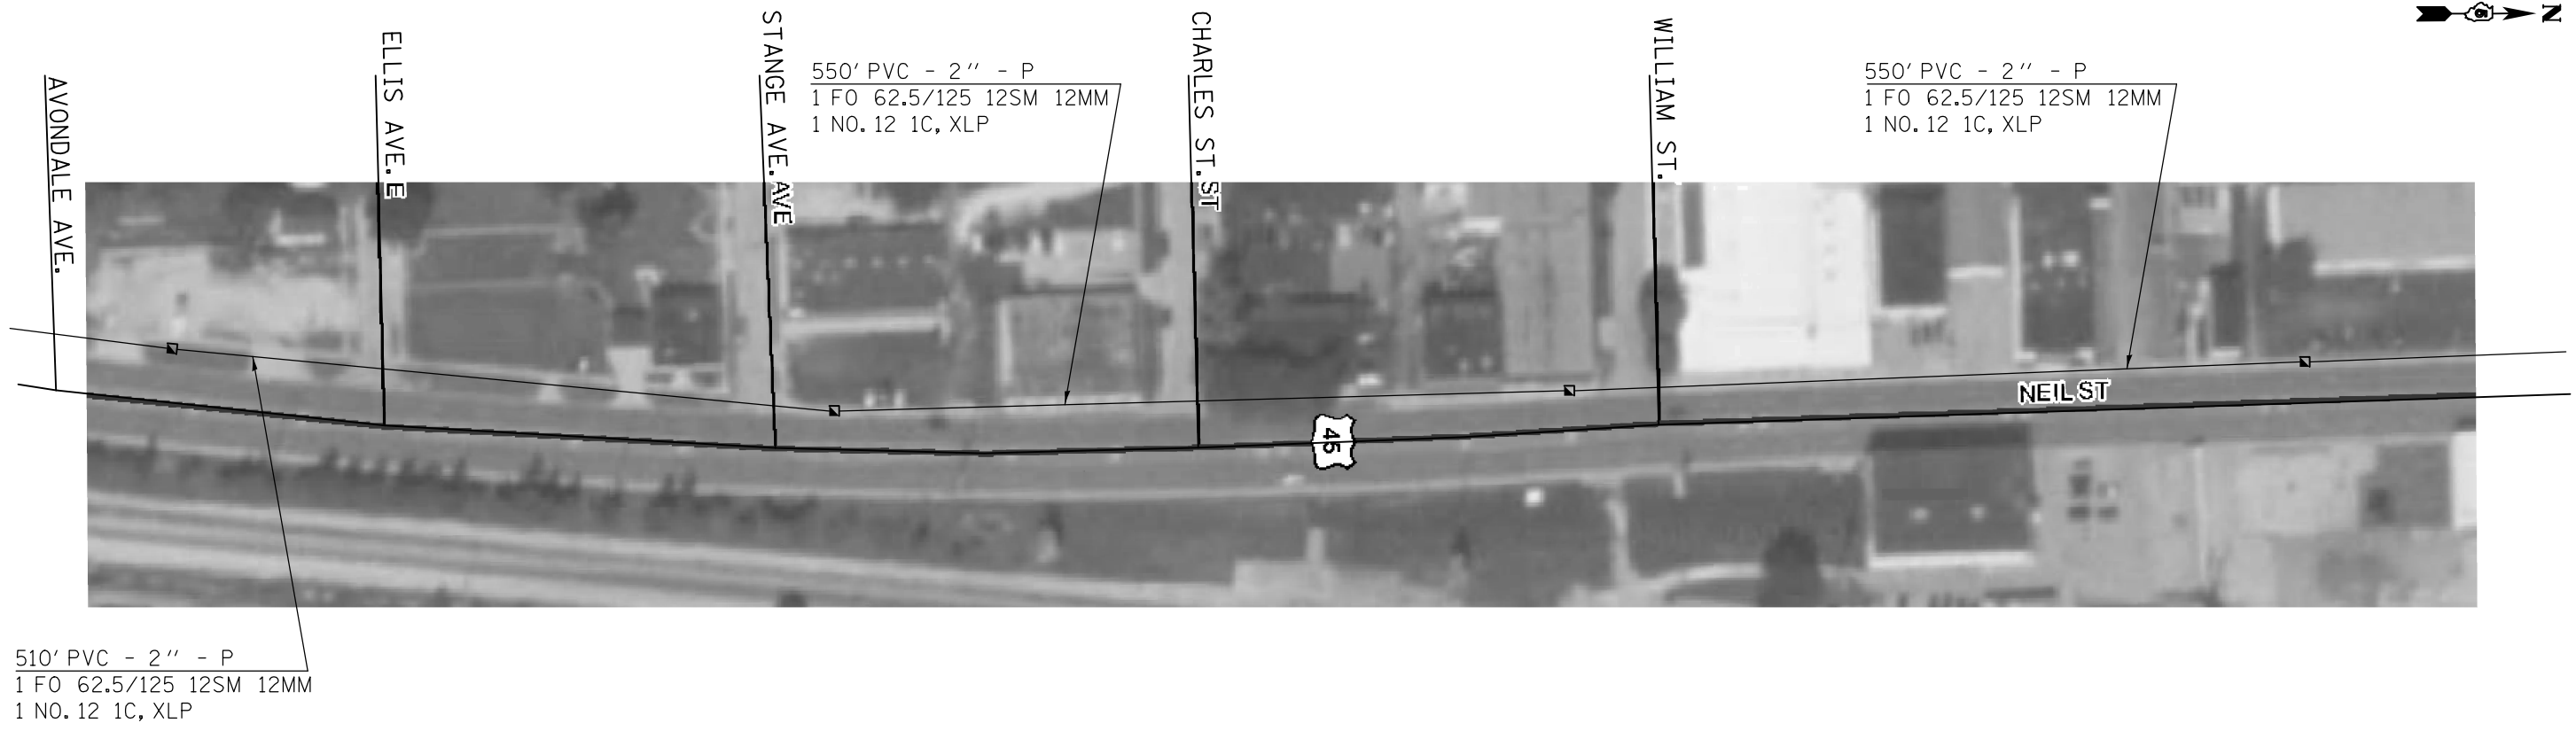 N
AVONDALE AVE.
ELLIS AVE.
E
STANGE AVE.
AVE
CHARLES ST.
ST
WILLIAM ST.
550' PVC - 2" - P
1 FO 62.5/125 12SM 12MM
1 NO. 12 1C, XLP
550' PVC - 2" - P
1 FO 62.5/125 12SM 12MM
1 NO. 12 1C, XLP
NEIL ST
45
510' PVC - 2" - P
1 FO 62.5/125 12SM 12MM
1 NO. 12 1C, XLP